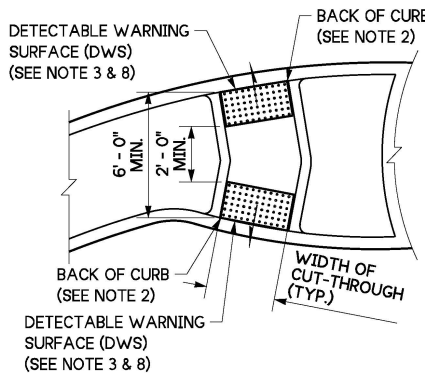 DETECTABLE WARNING
SURFACE (DWS)
(SEE NOTE 3 & 8)
BACK OF CURB
(SEE NOTE 2)
6' - 0"
MIN.
2' - 0"
MIN.
BACK OF CURB
(SEE NOTE 2)
WIDTH OF
CUT-THROUGH
(TYP.)
DETECTABLE WARNING
SURFACE (DWS)
(SEE NOTE 3 & 8)